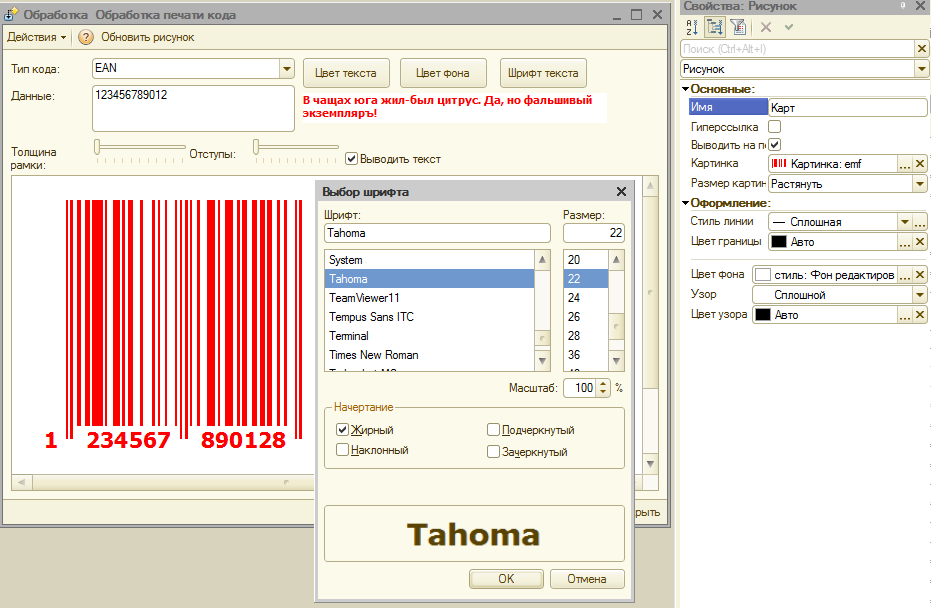 Обработка Обработка печати кода
Действия
Обновить рисунок
Тип кода:
EAN
Цвет текста
Цвет фона
Шрифт текста
Данные:
123456789012
В чащах юга жил-был цитрус. Да, но фальшивый
экземпляръ!
Толщина
рамки:
Отступы:
Выводить текст
1 234567 890128
рыть
Выбор шрифта
Шрифт:
Размер:
Tahoma
22
System
20
Tahoma
22
TeamViewer11
24
Tempus Sans ITC
26
Terminal
28
Times New Roman
36
Масштаб:
100
%
Начертание
Жирный
Подчеркнутый
Наклонный
Зачеркнутый
Tahoma
OK
Отмена
Свойства: Рисунок
Поиск (Ctrl+Alt+I)
Рисунок
Основные:
Имя
Карт
Гиперссылка
Выводить на пе
Картинка
Картинка: emf
...
Размер картин
Растянуть
Оформление:
Стиль линии
Сплошная
...
Цвет границы
Авто
...
Цвет фона
стиль: Фон редактиров
...
Узор
Сплошной
Цвет узора
Авто
...